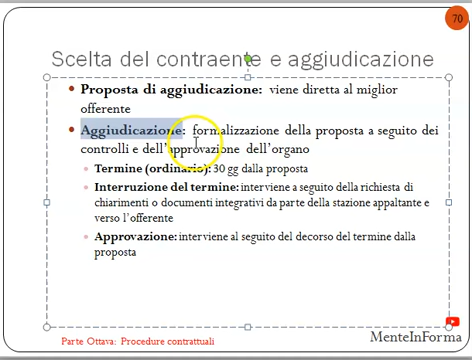 70
Scelta del contraente e aggiudicazione
Proposta di aggiudicazione: viene diretta al miglior
offerente
Aggiudicazione: formalizzazione della proposta a seguito dei
controlli e dell'approvazione dell'organo
Termine (ordinario): 30 gg dalla proposta
Interruzione del termine: interviene a seguito della richiesta di
chiarimenti o documenti integrativi da parte della stazione appaltante e
verso l'offerente
Approvazione: interviene al seguito del decorso del termine dalla
proposta
Parte Ottava: Procedure contrattuali
MenteInForma